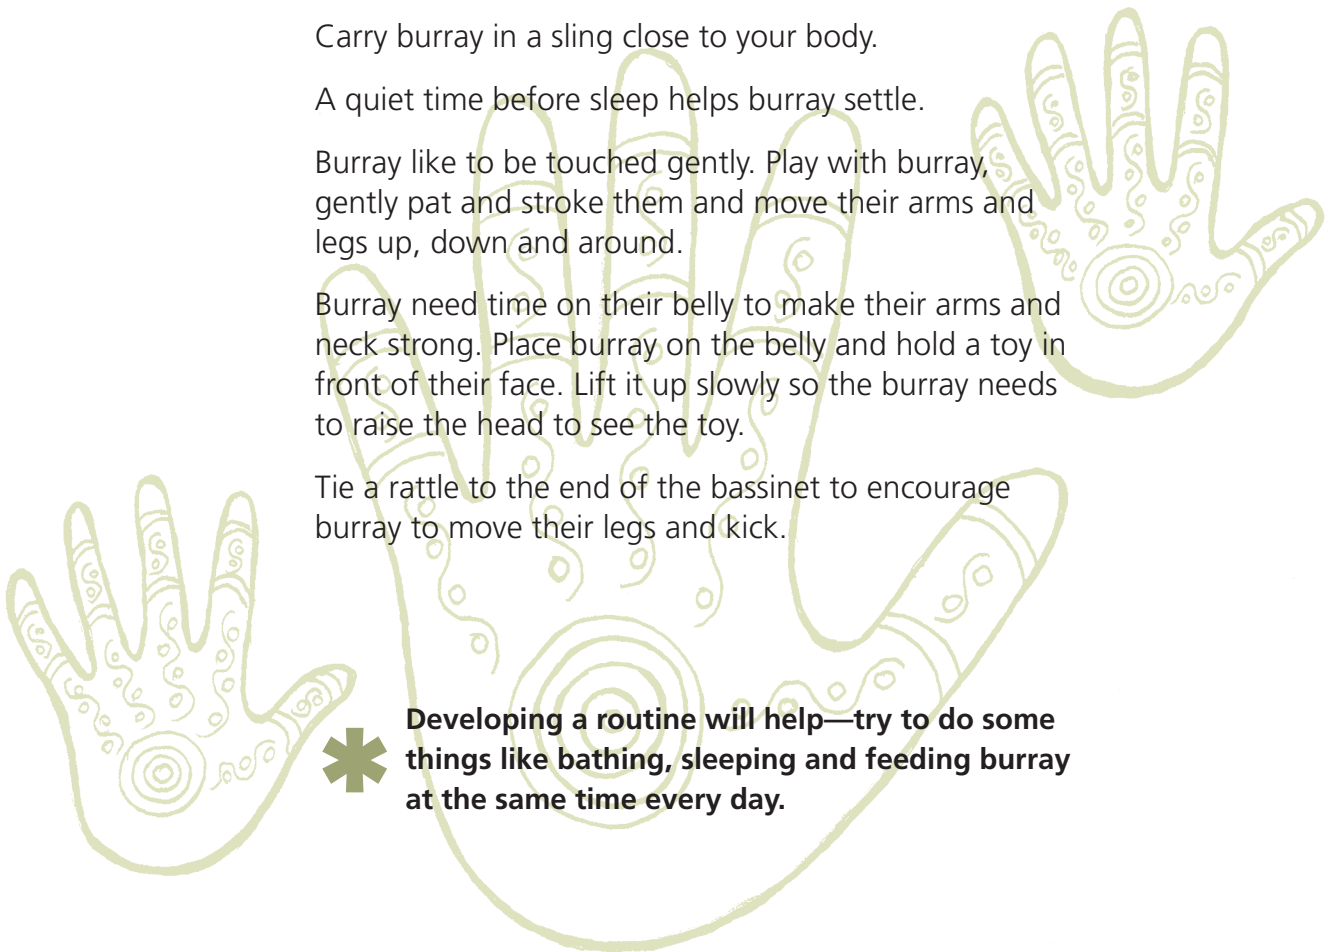 Carry burray in a sling close to your body.
A quiet time before sleep helps burray settle.
Burray like to be touched gently. Play with burray,
gently pat and stroke them and move their arms and
legs up, down and around.
Burray need time on their belly to make their arms and
neck strong. Place burray on the belly and hold a toy in
front of their face. Lift it up slowly so the burray needs
to raise the head to see the toy.
Tie a rattle to the end of the bassinet to encourage
burray to move their legs and kick.
Developing a routine will help—try to do some
things like bathing, sleeping and feeding burray
at the same time every day.